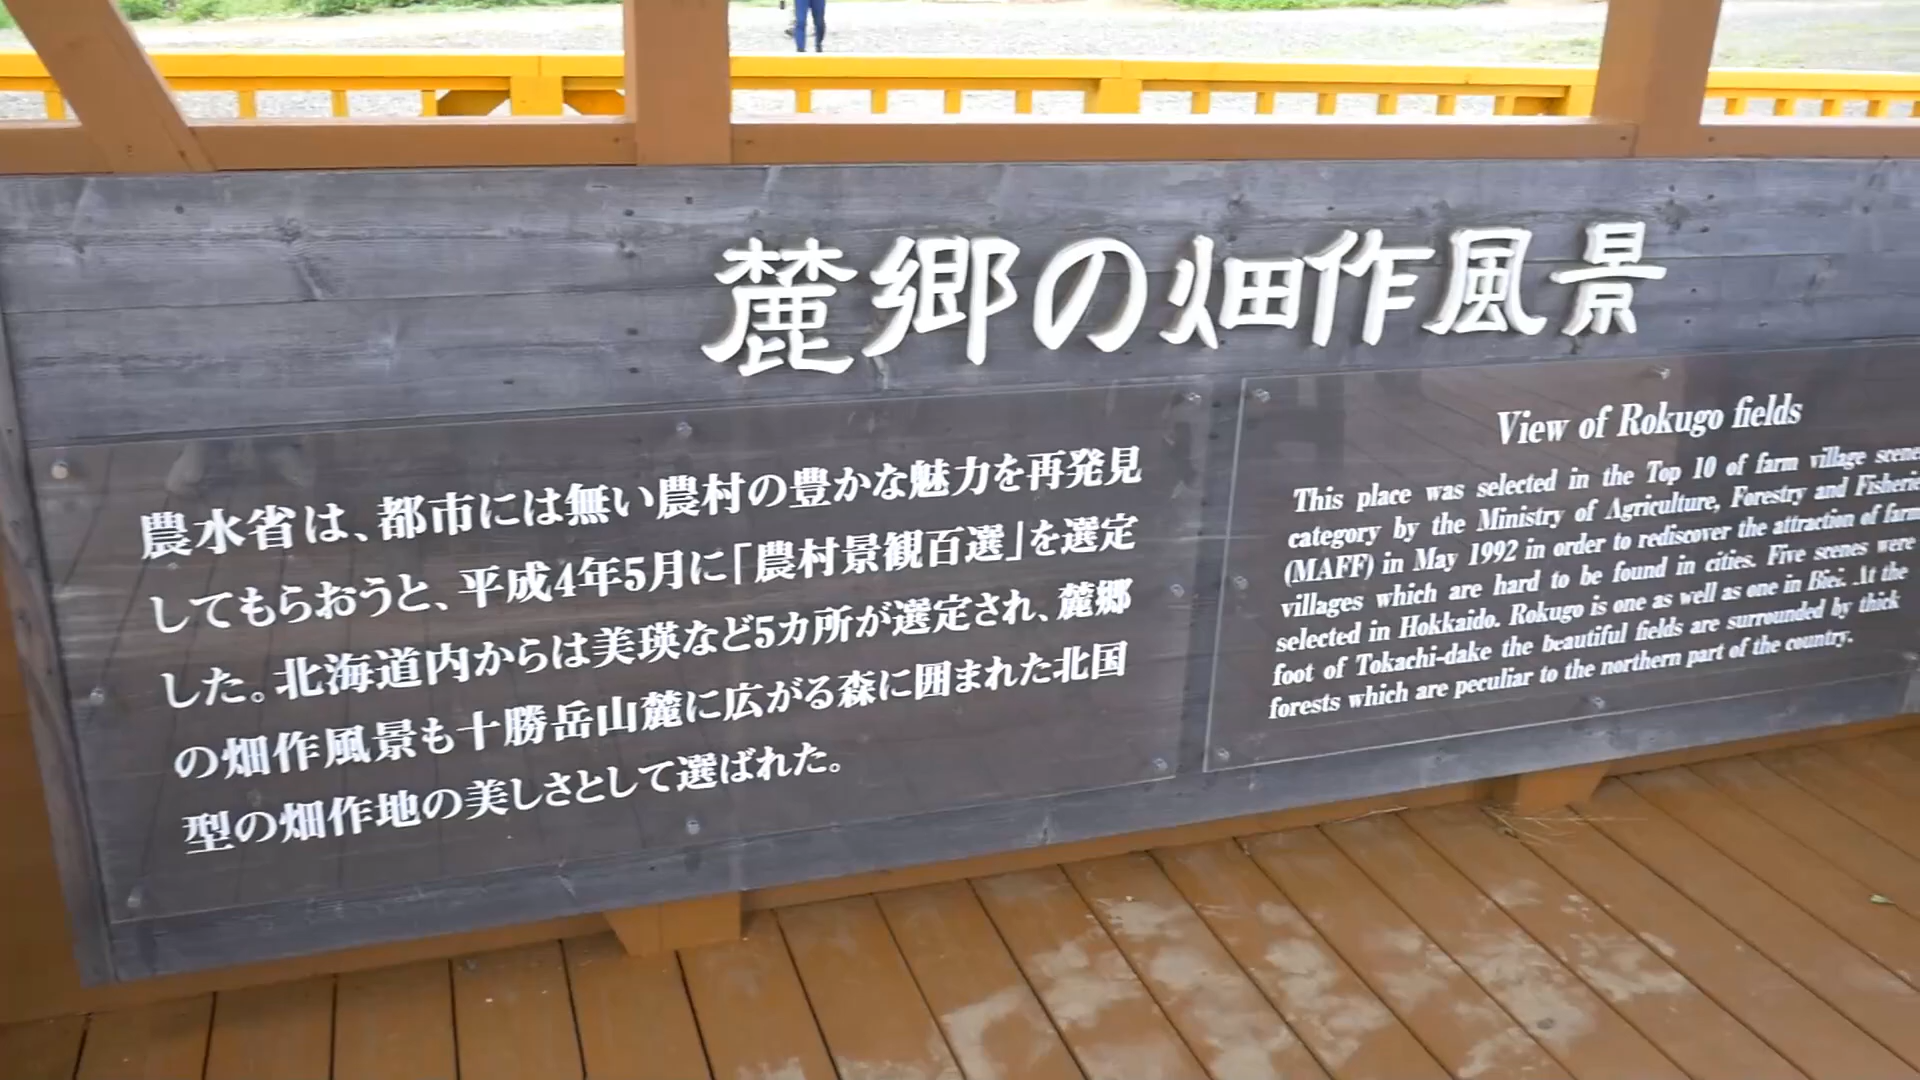 麓郷の畑作風景
農水省は、都市には無い農村の豊かな魅力を再発見
してもらおうと、平成4年5月に「農村景観百選」を選定
した。北海道内からは美瑛など5カ所が選定され、麓郷
の畑作風景も十勝岳山麓に広がる森に囲まれた北国
型の畑作地の美しさとして選ばれた。
View of Rokugo fields
This place was selected in the Top 10 of farm village scene
category by the Ministry of Agriculture, Forestry and Fisherie
(MAFF) in May 1992 in order to rediscover the attraction of farm
villages which are hard to be found in cities. Five scenes were
selected in Hokkaido. Rokugo is one as well as one in Biei. At the
foot of Tokachi-dake the beautiful fields are surrounded by thick
forests which are peculiar to the northern part of the country.